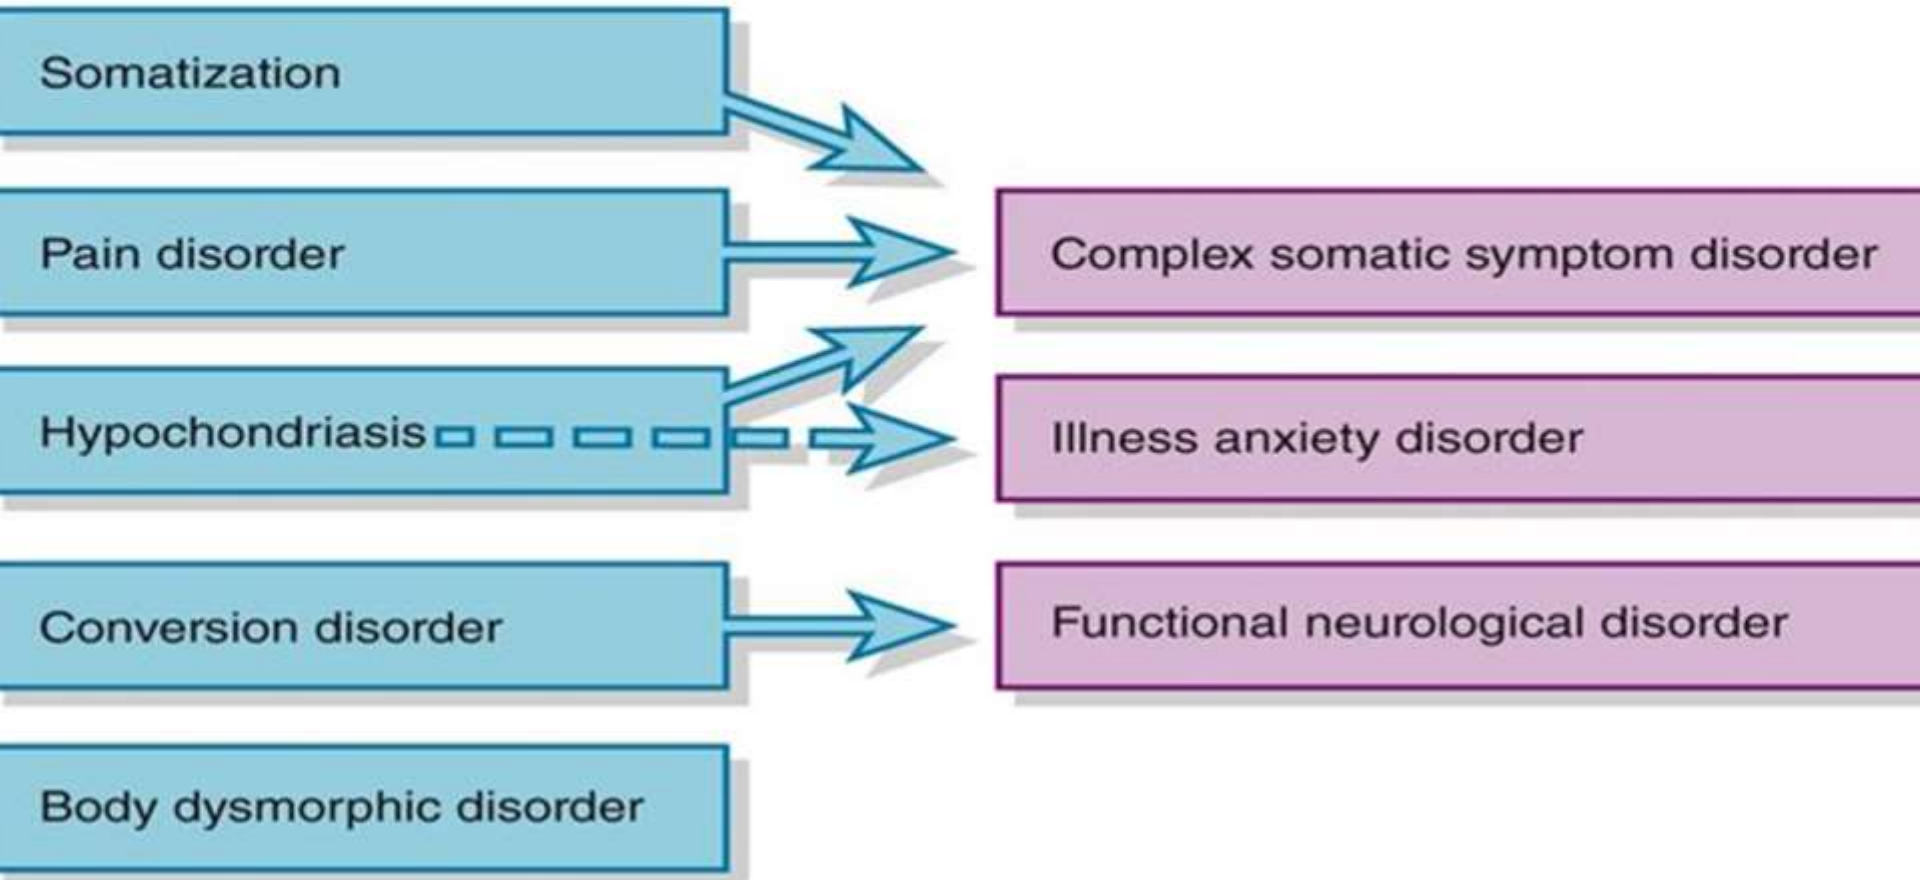 Somatization
Pain disorder
Complex somatic symptom disorder
Hypochondriasis
Illness anxiety disorder
Conversion disorder
Functional neurological disorder
Body dysmorphic disorder